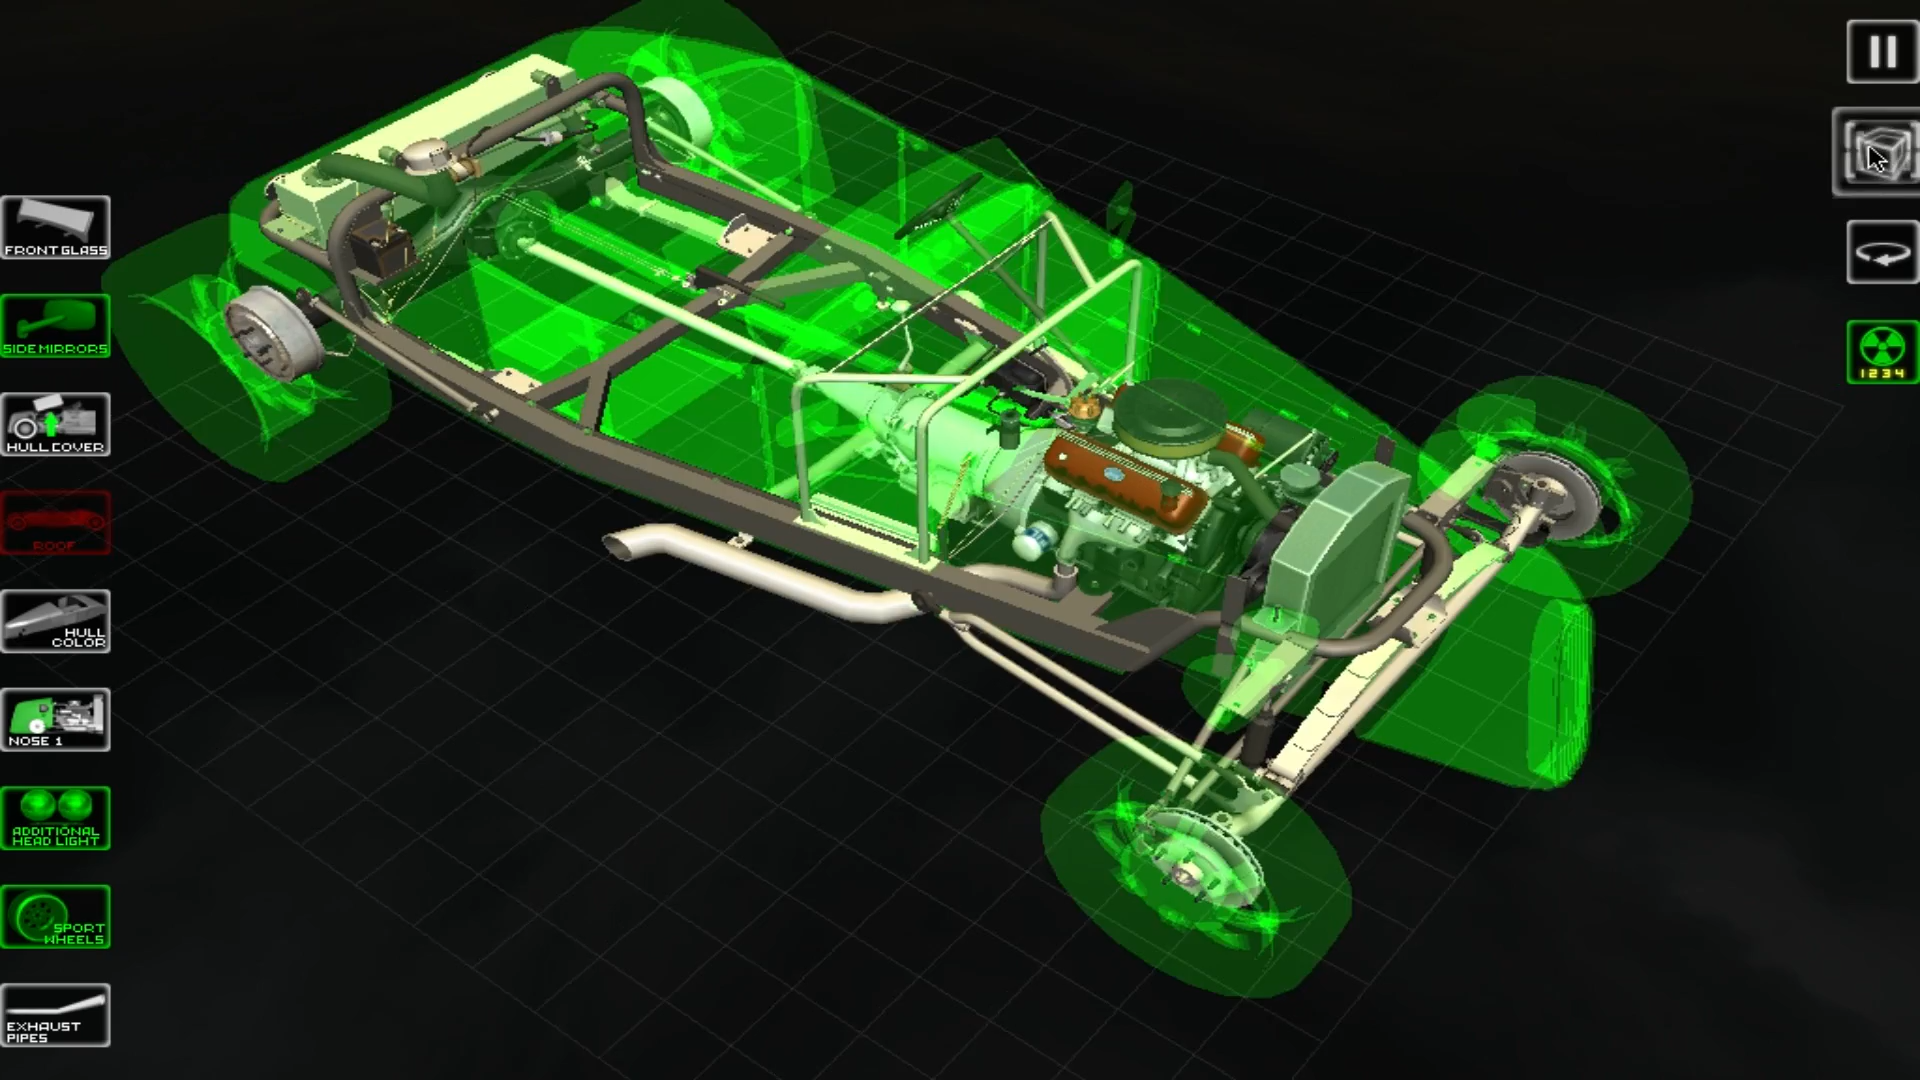 FRONT GLASS
SIDE MIRRORS
HULL COVER
ROOF
HULL
COLOR
NOSE 1
ADDITIONAL
HEAD LIGHT
SPORT
WHEELS
EXHAUST
PIPES
1234